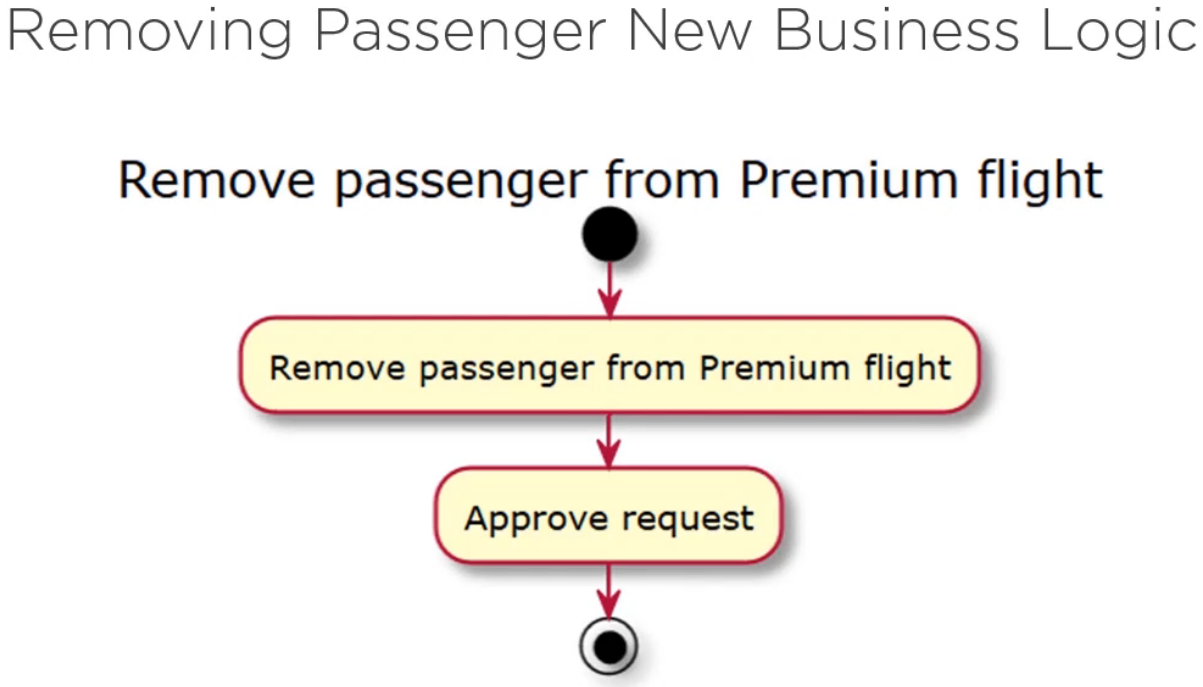 Removing Passenger New Business Logic
Remove passenger from Premium flight
Remove passenger from Premium flight
Approve request